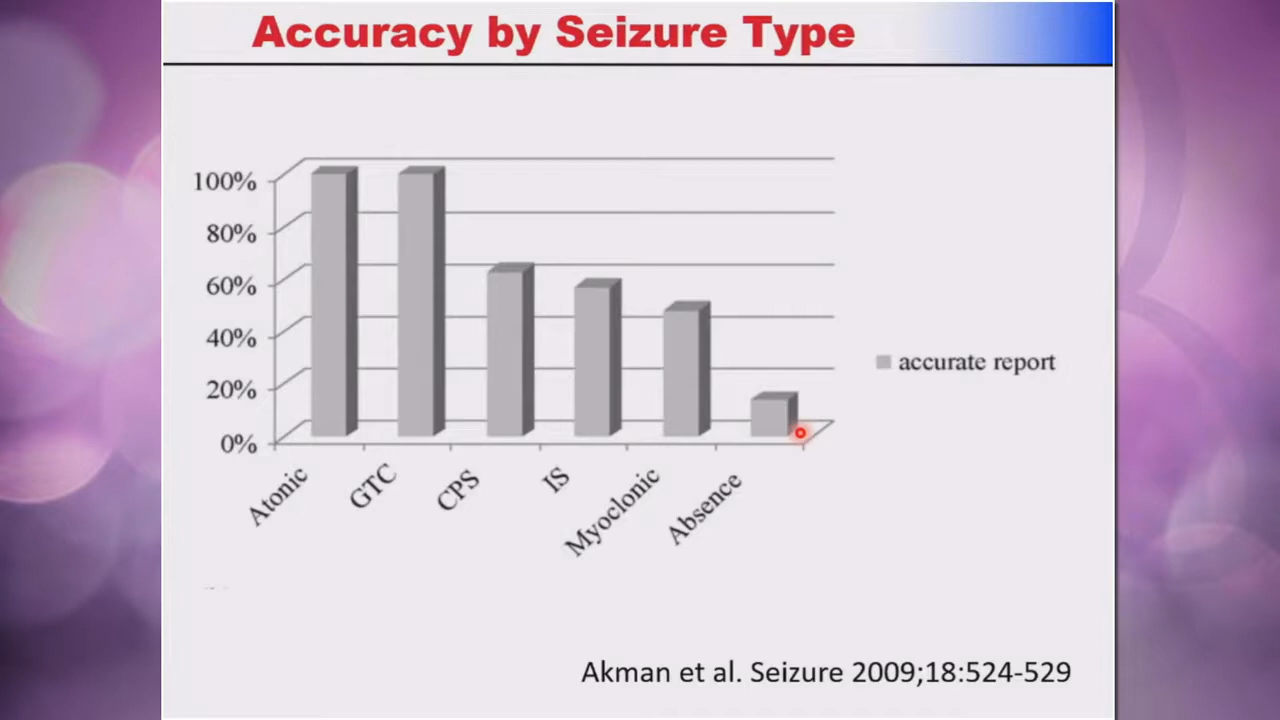 Accuracy by Seizure Type
100%
80%
60%
40%
20%
0%
Atonic
GTC
CPS
IS
Myoclonic
Absence
accurate report
Akman et al. Seizure 2009;18:524-529